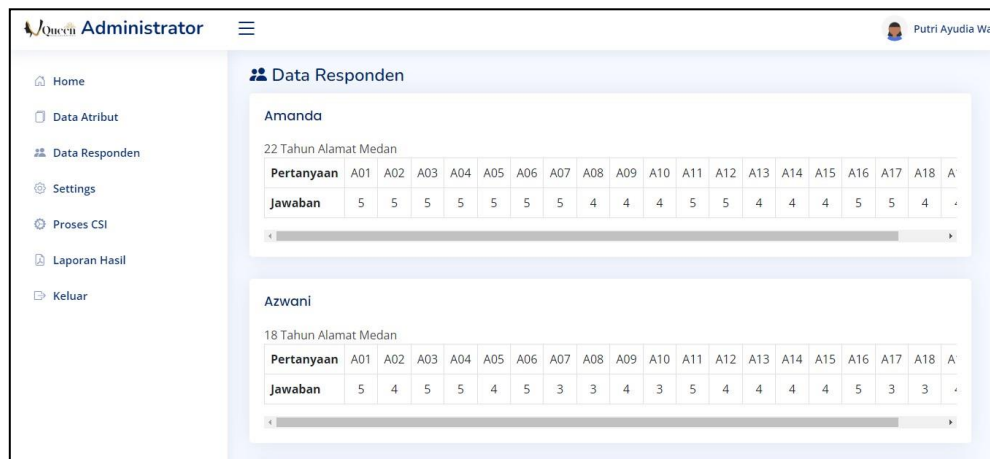 Queen Administrator
Putri Ayudia Wa
Home
Data Atribut
Data Responden
Settings
Proses CSI
Laporan Hasil
Keluar
Data Responden
Amanda
22 Tahun Alamat Medan
Pertanyaan A01 A02 A03 A04 A05 A06 A07 A08 A09 A10 A11 A12 A13 A14 A15 A16 A17 A18
Jawaban 5 5 5 5 5 5 5 4 4 4 5 5 4 4 4 5 5 4
Azwani
18 Tahun Alamat Medan
Pertanyaan A01 A02 A03 A04 A05 A06 A07 A08 A09 A10 A11 A12 A13 A14 A15 A16 A17 A18
Jawaban 5 4 5 5 4 5 3 3 4 3 5 4 4 4 4 5 3 3